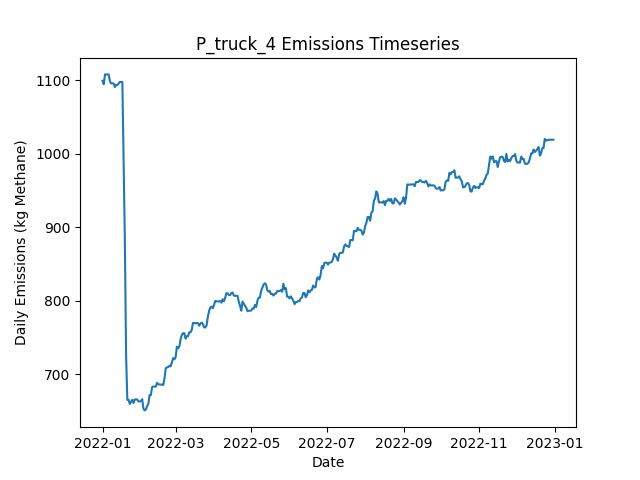 P_truck_4 Emissions Timeseries
Daily Emissions (kg Methane)
1100
1000
900
800
700
2022-01 2022-03 2022-05 2022-07 2022-09 2022-11 2023-01
Date